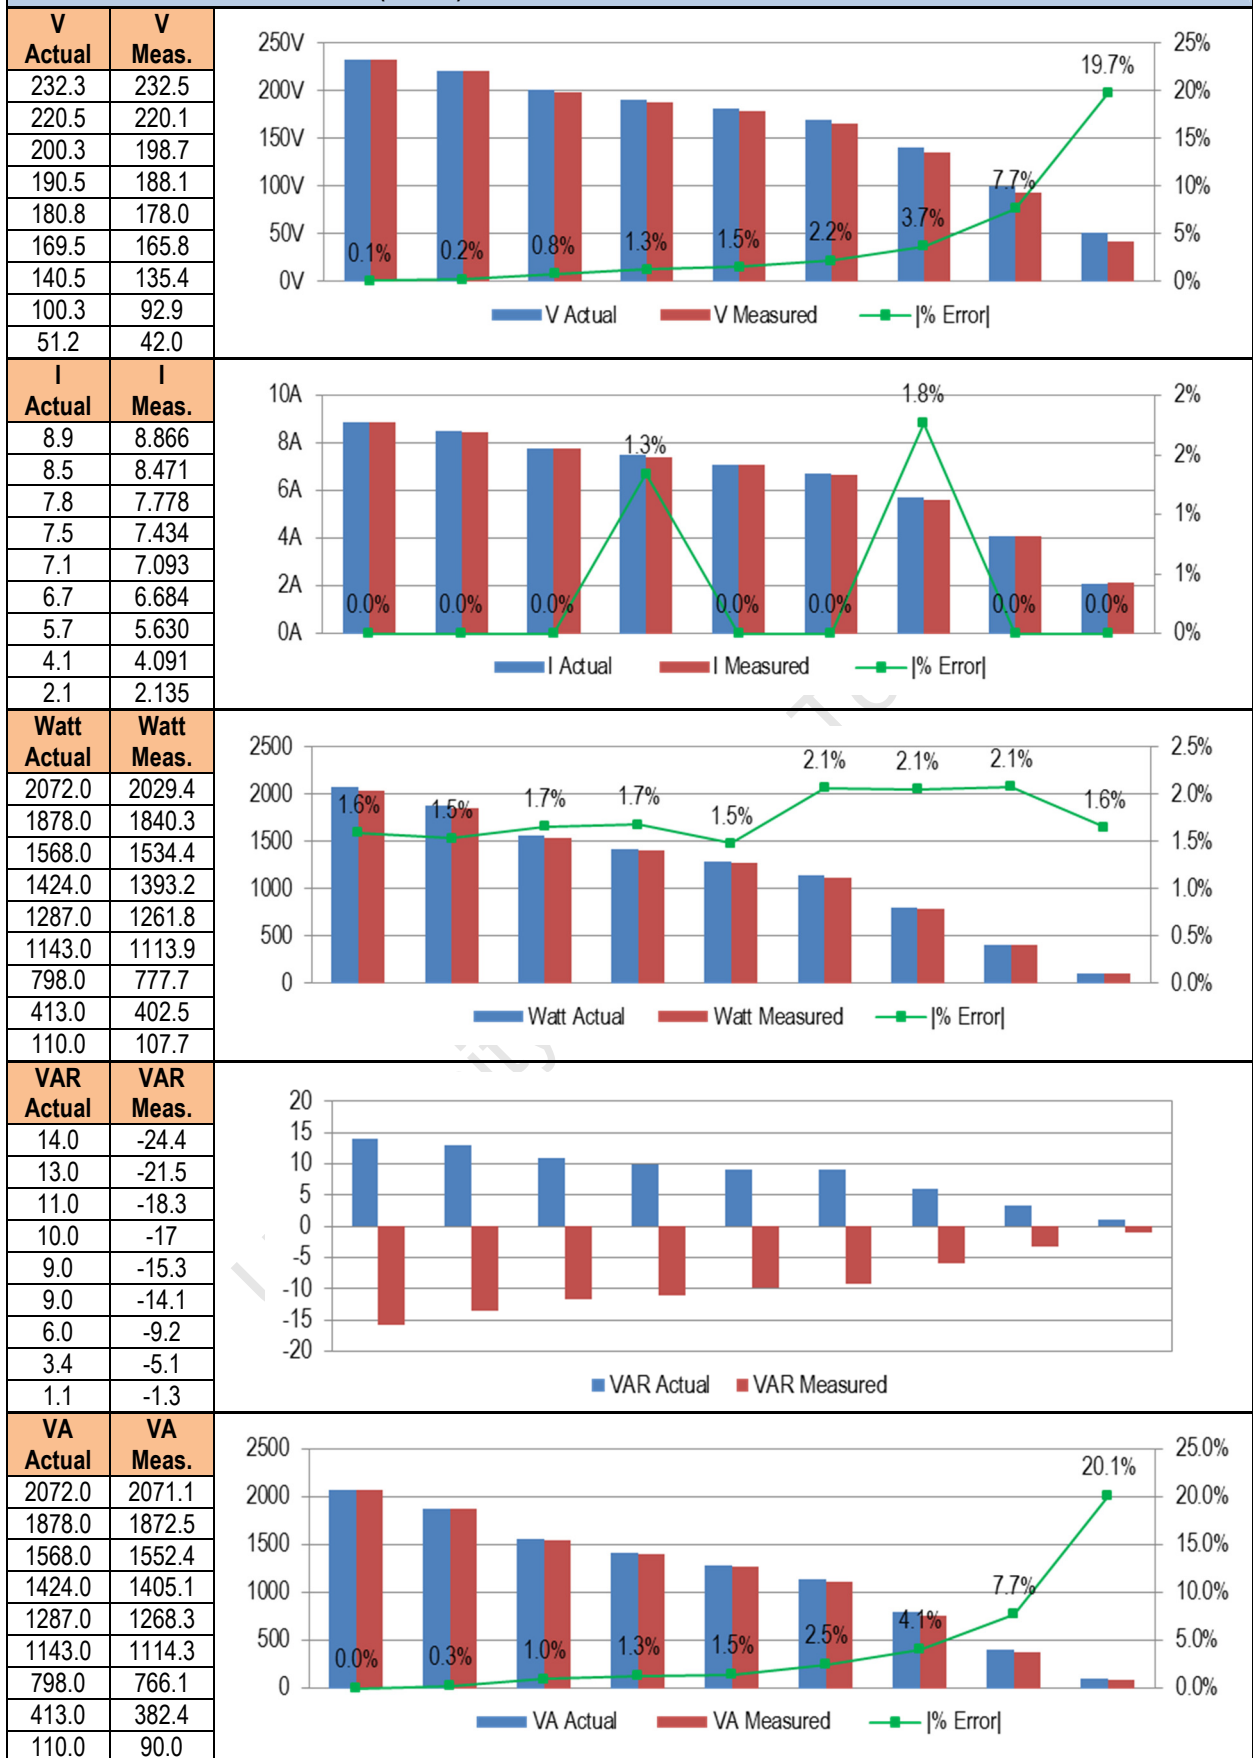 V V
Actual Meas.
232.3 232.5
220.5 220.1
200.3 198.7
190.5 188.1
180.8 178.0
169.5 165.8
140.5 135.4
100.3 92.9
51.2 42.0
250V
200V
150V
100V
50V
0V
25%
20%
15%
10%
5%
0%
0.1% 0.2% 0.8% 1.3% 1.5% 2.2% 3.7% 7.7% 19.7%
V Actual V Measured |% Error|
I I
Actual Meas.
8.9 8.866
8.5 8.471
7.8 7.778
7.5 7.434
7.1 7.093
6.7 6.684
5.7 5.630
4.1 4.091
2.1 2.135
10A
8A
6A
4A
2A
0A
2%
2%
1%
1%
0%
0.0% 0.0% 0.0% 1.3% 0.0% 0.0% 1.8% 0.0% 0.0%
I Actual I Measured |% Error|
Watt Watt
Actual Meas.
2072.0 2029.4
1878.0 1840.3
1568.0 1534.4
1424.0 1393.2
1287.0 1261.8
1143.0 1113.9
798.0 777.7
413.0 402.5
110.0 107.7
2500
2000
1500
1000
500
0
2.5%
2.0%
1.5%
1.0%
0.5%
0.0%
1.6% 1.5% 1.7% 1.7% 1.5% 2.1% 2.1% 2.1% 1.6%
Watt Actual Watt Measured |% Error|
VAR VAR
Actual Meas.
14.0 -24.4
13.0 -21.5
11.0 -18.3
10.0 -17
9.0 -15.3
9.0 -14.1
6.0 -9.2
3.4 -5.1
1.1 -1.3
20
15
10
5
0
-5
-10
-15
-20
VAR Actual VAR Measured
VA VA
Actual Meas.
2072.0 2071.1
1878.0 1872.5
1568.0 1552.4
1424.0 1405.1
1287.0 1268.3
1143.0 1114.3
798.0 766.1
413.0 382.4
110.0 90.0
2500
2000
1500
1000
500
0
25.0%
20.0%
15.0%
10.0%
5.0%
0.0%
0.0% 0.3% 1.0% 1.3% 1.5% 2.5% 4.1% 7.7% 20.1%
VA Actual VA Measured |% Error|